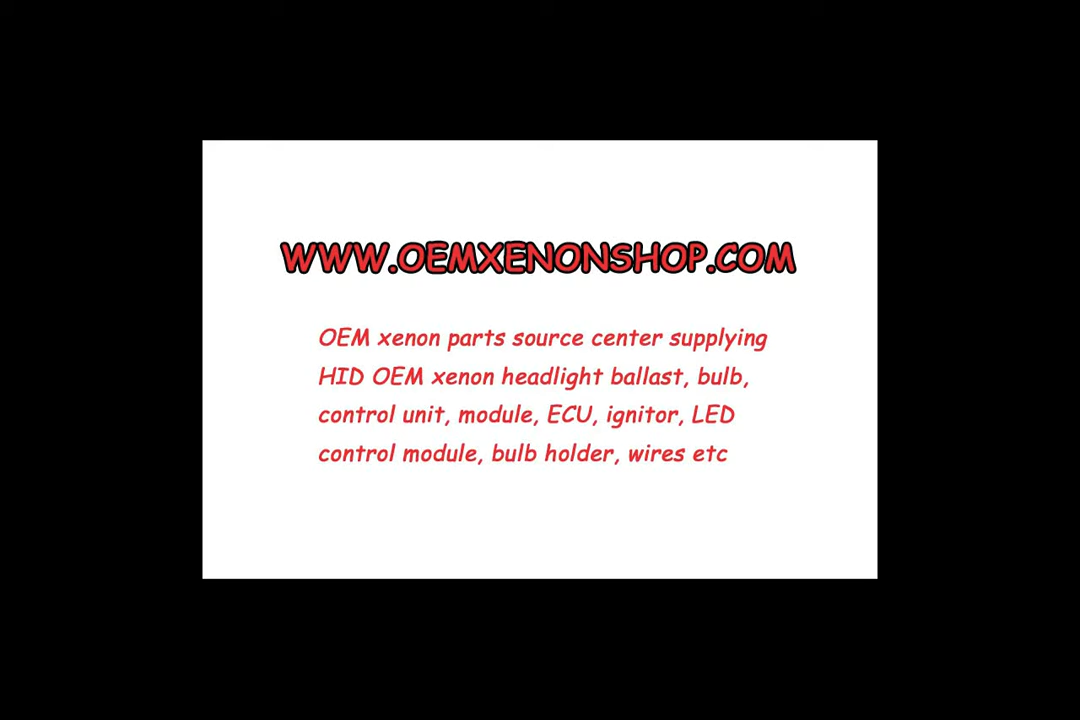 WWW.OEMXENONSHOP.COM
OEM xenon parts source center supplying
HID OEM xenon headlight ballast, bulb,
control unit, module, ECU, ignitor, LED
control module, bulb holder, wires etc